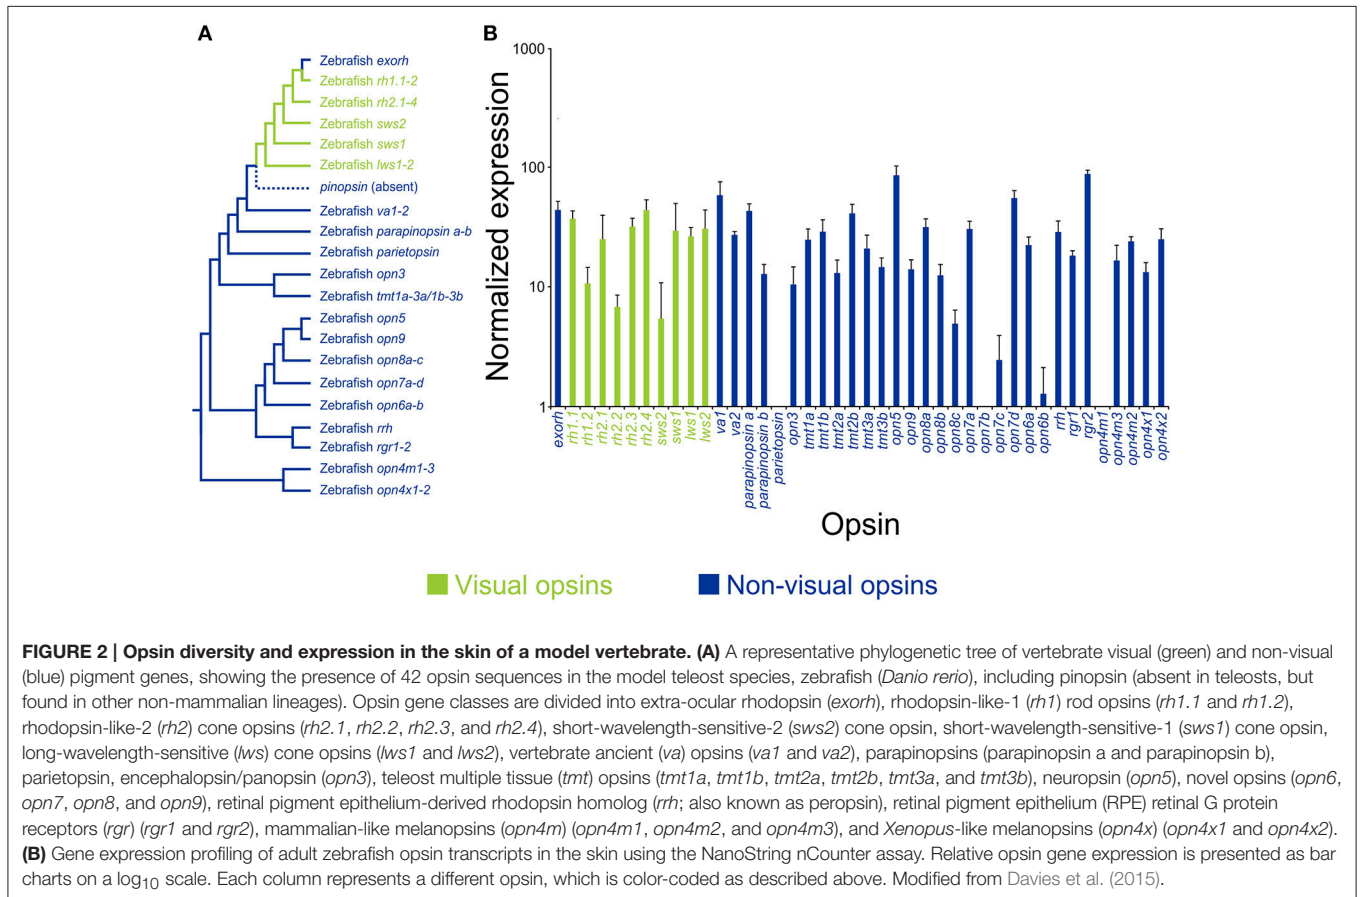 A
Zebrafish exorh
Zebrafish rh1.1-2
Zebrafish rh2.1-4
Zebrafish sws2
Zebrafish sws1
Zebrafish lws1-2
pinopsin (absent)
Zebrafish va1-2
Zebrafish parapinopsin a-b
Zebrafish parietopsin
Zebrafish opn3
Zebrafish tmt1a-3a/1b-3b
Zebrafish opn5
Zebrafish opn9
Zebrafish opn8a-c
Zebrafish opn7a-d
Zebrafish opn6a-b
Zebrafish rrh
Zebrafish rgr1-2
Zebrafish opn4m1-3
Zebrafish opn4x1-2
B
Normalized expression
1000
100
10
1
exorh
rh1.1
rh1.2
rh2.1
rh2.2
rh2.3
rh2.4
sws2
sws1
lws1
lws2
va1
va2
parapinopsin a
parapinopsin b
parietopsin
opn3
tmt1a
tmt1b
tmt2a
tmt2b
tmt3a
tmt3b
opn5
opn9
opn8a
opn8b
opn8c
opn7a
opn7b
opn7c
opn7d
opn6a
opn6b
rrh
rgr1
rgr2
opn4m1
opn4m3
opn4m2
opn4x1
opn4x2
Opsin
Visual opsins
Non-visual opsins
FIGURE 2 | Opsin diversity and expression in the skin of a model vertebrate. (A) A representative phylogenetic tree of vertebrate visual (green) and non-visual
(blue) pigment genes, showing the presence of 42 opsin sequences in the model teleost species, zebrafish (Danio rerio), including pinopsin (absent in teleosts, but
found in other non-mammalian lineages). Opsin gene classes are divided into extra-ocular rhodopsin (exorh), rhodopsin-like-1 (rh1) rod opsins (rh1.1 and rh1.2),
rhodopsin-like-2 (rh2) cone opsins (rh2.1, rh2.2, rh2.3, and rh2.4), short-wavelength-sensitive-2 (sws2) cone opsin, short-wavelength-sensitive-1 (sws1) cone opsin,
long-wavelength-sensitive (lws) cone opsins (lws1 and lws2), vertebrate ancient (va) opsins (va1 and va2), parapinopsins (parapinopsin a and parapinopsin b),
parietopsin, encephalopsin/panopsin (opn3), teleost multiple tissue (tmt) opsins (tmt1a, tmt1b, tmt2a, tmt2b, tmt3a, and tmt3b), neuropsin (opn5), novel opsins (opn6,
opn7, opn8, and opn9), retinal pigment epithelium-derived rhodopsin homolog (rrh; also known as peropsin), retinal pigment epithelium (RPE) retinal G protein
receptors (rgr) (rgr1 and rgr2), mammalian-like melanopsins (opn4m) (opn4m1, opn4m2, and opn4m3), and Xenopus-like melanopsins (opn4x) (opn4x1 and opn4x2).
(B) Gene expression profiling of adult zebrafish opsin transcripts in the skin using the NanoString nCounter assay. Relative opsin gene expression is presented as bar
charts on a log10 scale. Each column represents a different opsin, which is color-coded as described above. Modified from Davies et al. (2015).